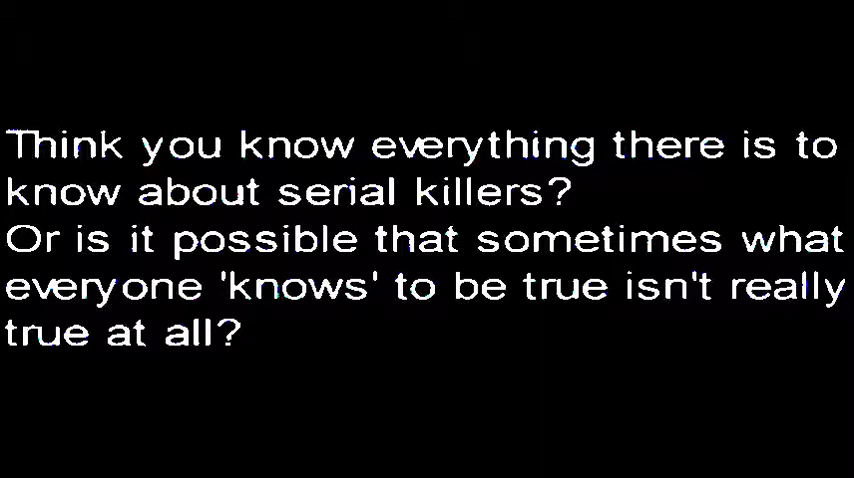 Think you know everything there is to
know about serial killers?
Or is it possible that sometimes what
everyone 'knows' to be true isn't really
true at all?